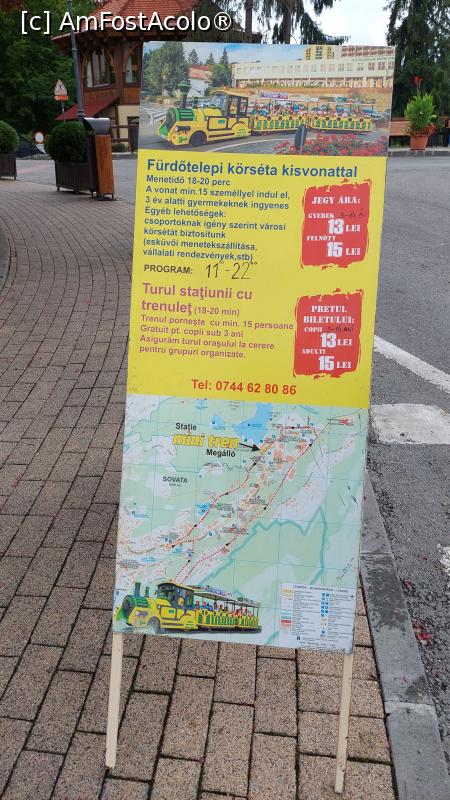 [c] AmFostAcolo®
Fürdőtelepi körséta kisvonattal
Menetidő 18-20 perc
A vonat min.15 személlyel indul el,
3 év alatti gyermekeknek ingyenes
Egyéb lehetőségek:
csoportoknak igény szerint városi
körsétát biztosítunk
(esküvői menetekszállítása,
vállalati rendezvények,stb)
PROGRAM: 11-22⁰⁰
JEGY ÁRA:
GYEREK
13 LEI
FELNŐTT
15 LEI
Turul staţiunii cu
trenuleţ (18-20 min)
Trenul porneşte cu min. 15 persoane
Gratuit pt. copii sub 3 ani
Asigurăm turul oraşului la cerere
pentru grupuri organizate.
PREŢUL
BILETULUI:
COPII
13 LEI
ADULTI
15 LEI
Tel: 0744 62 80 86
Staţie
mini tren
Megálló
SOVATA